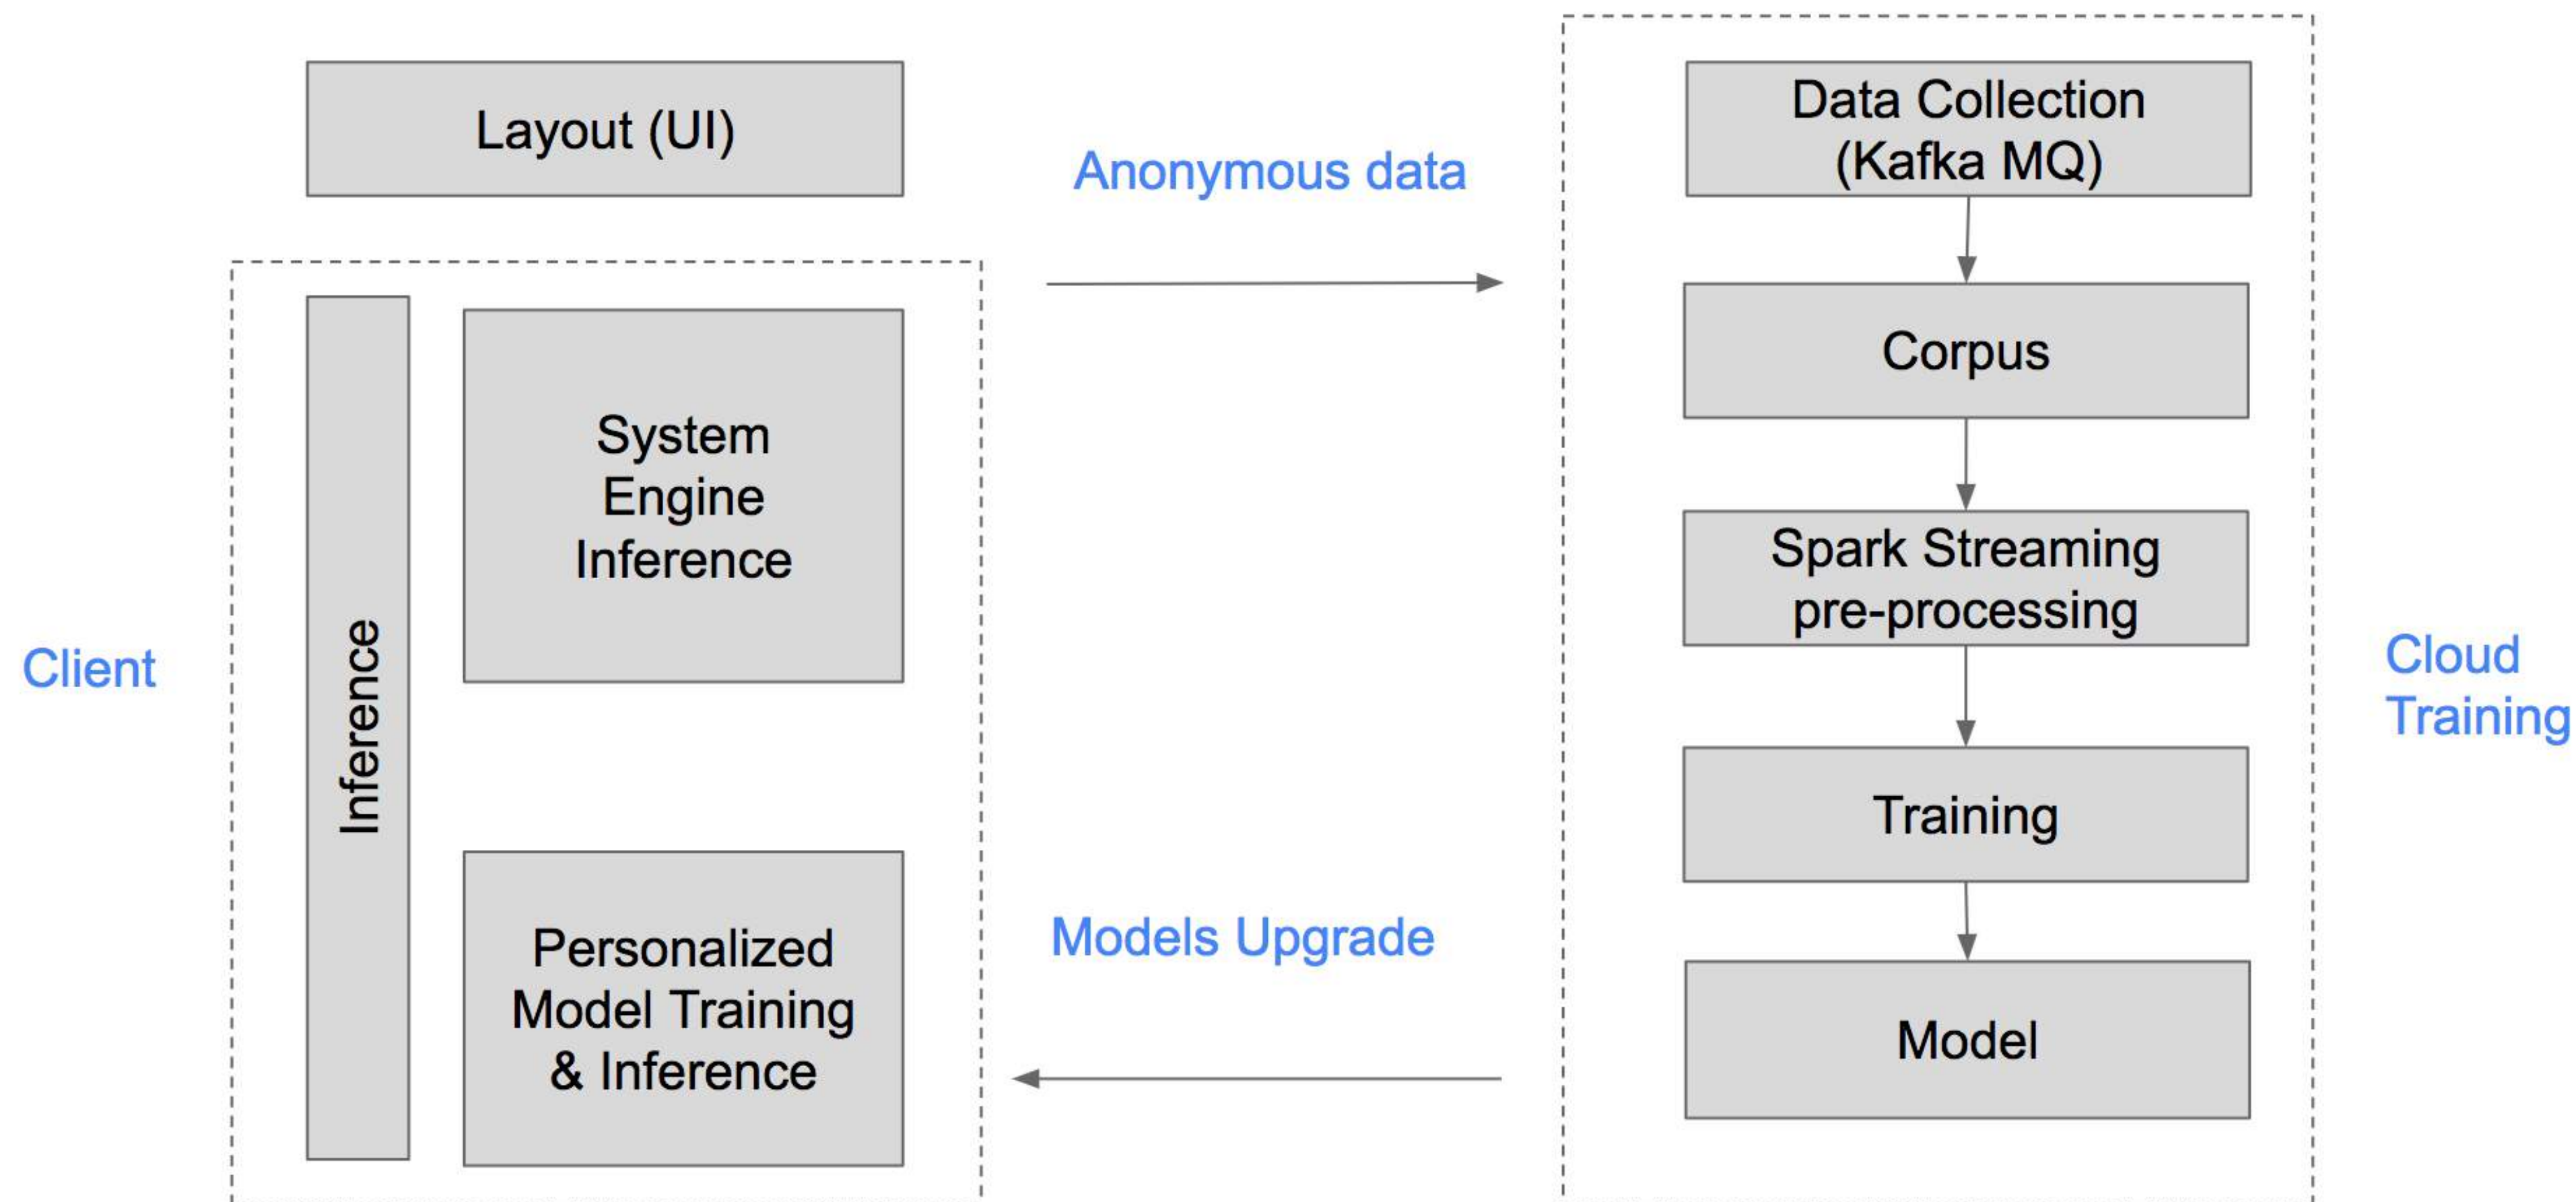 Layout (UI)
Client
Inference
System
Engine
Inference
Personalized
Model Training
& Inference
Anonymous data
Models Upgrade
Data Collection
(Kafka MQ)
Corpus
Spark Streaming
pre-processing
Training
Model
Cloud
Training